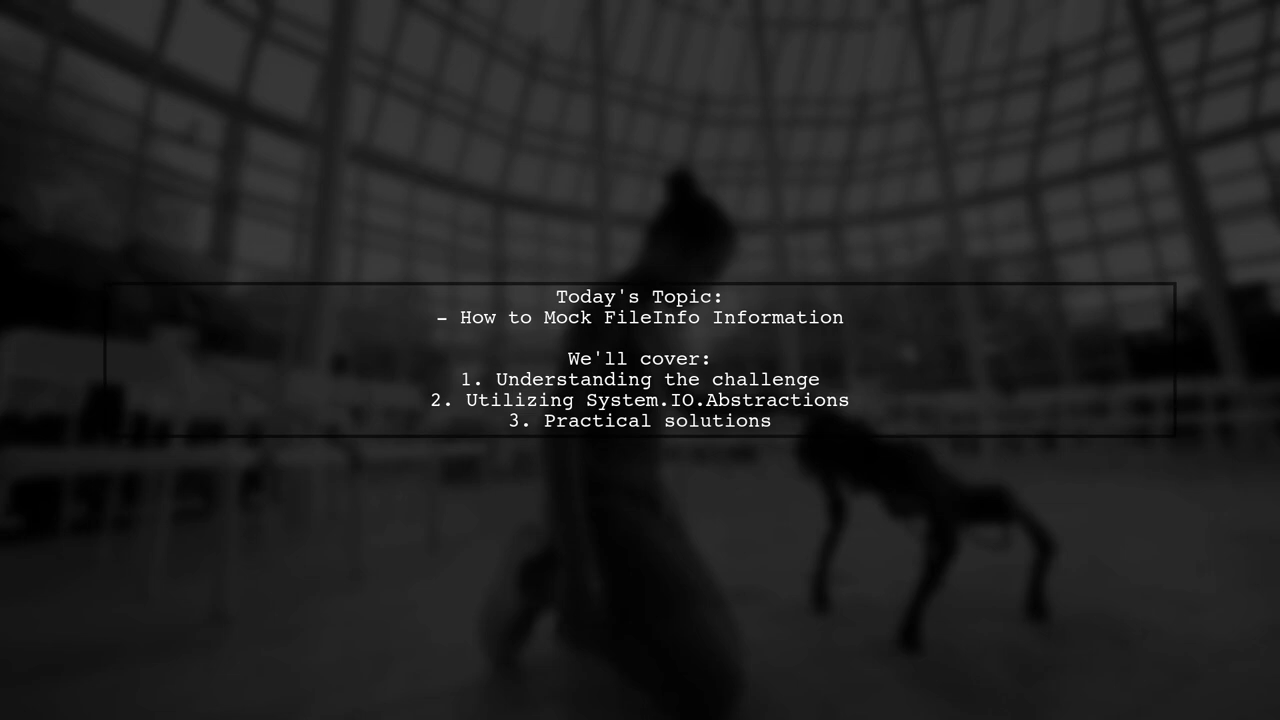 Today's Topic:
- How to Mock FileInfo Information
We'll cover:
1. Understanding the challenge
2. Utilizing System.IO.Abstractions
3. Practical solutions